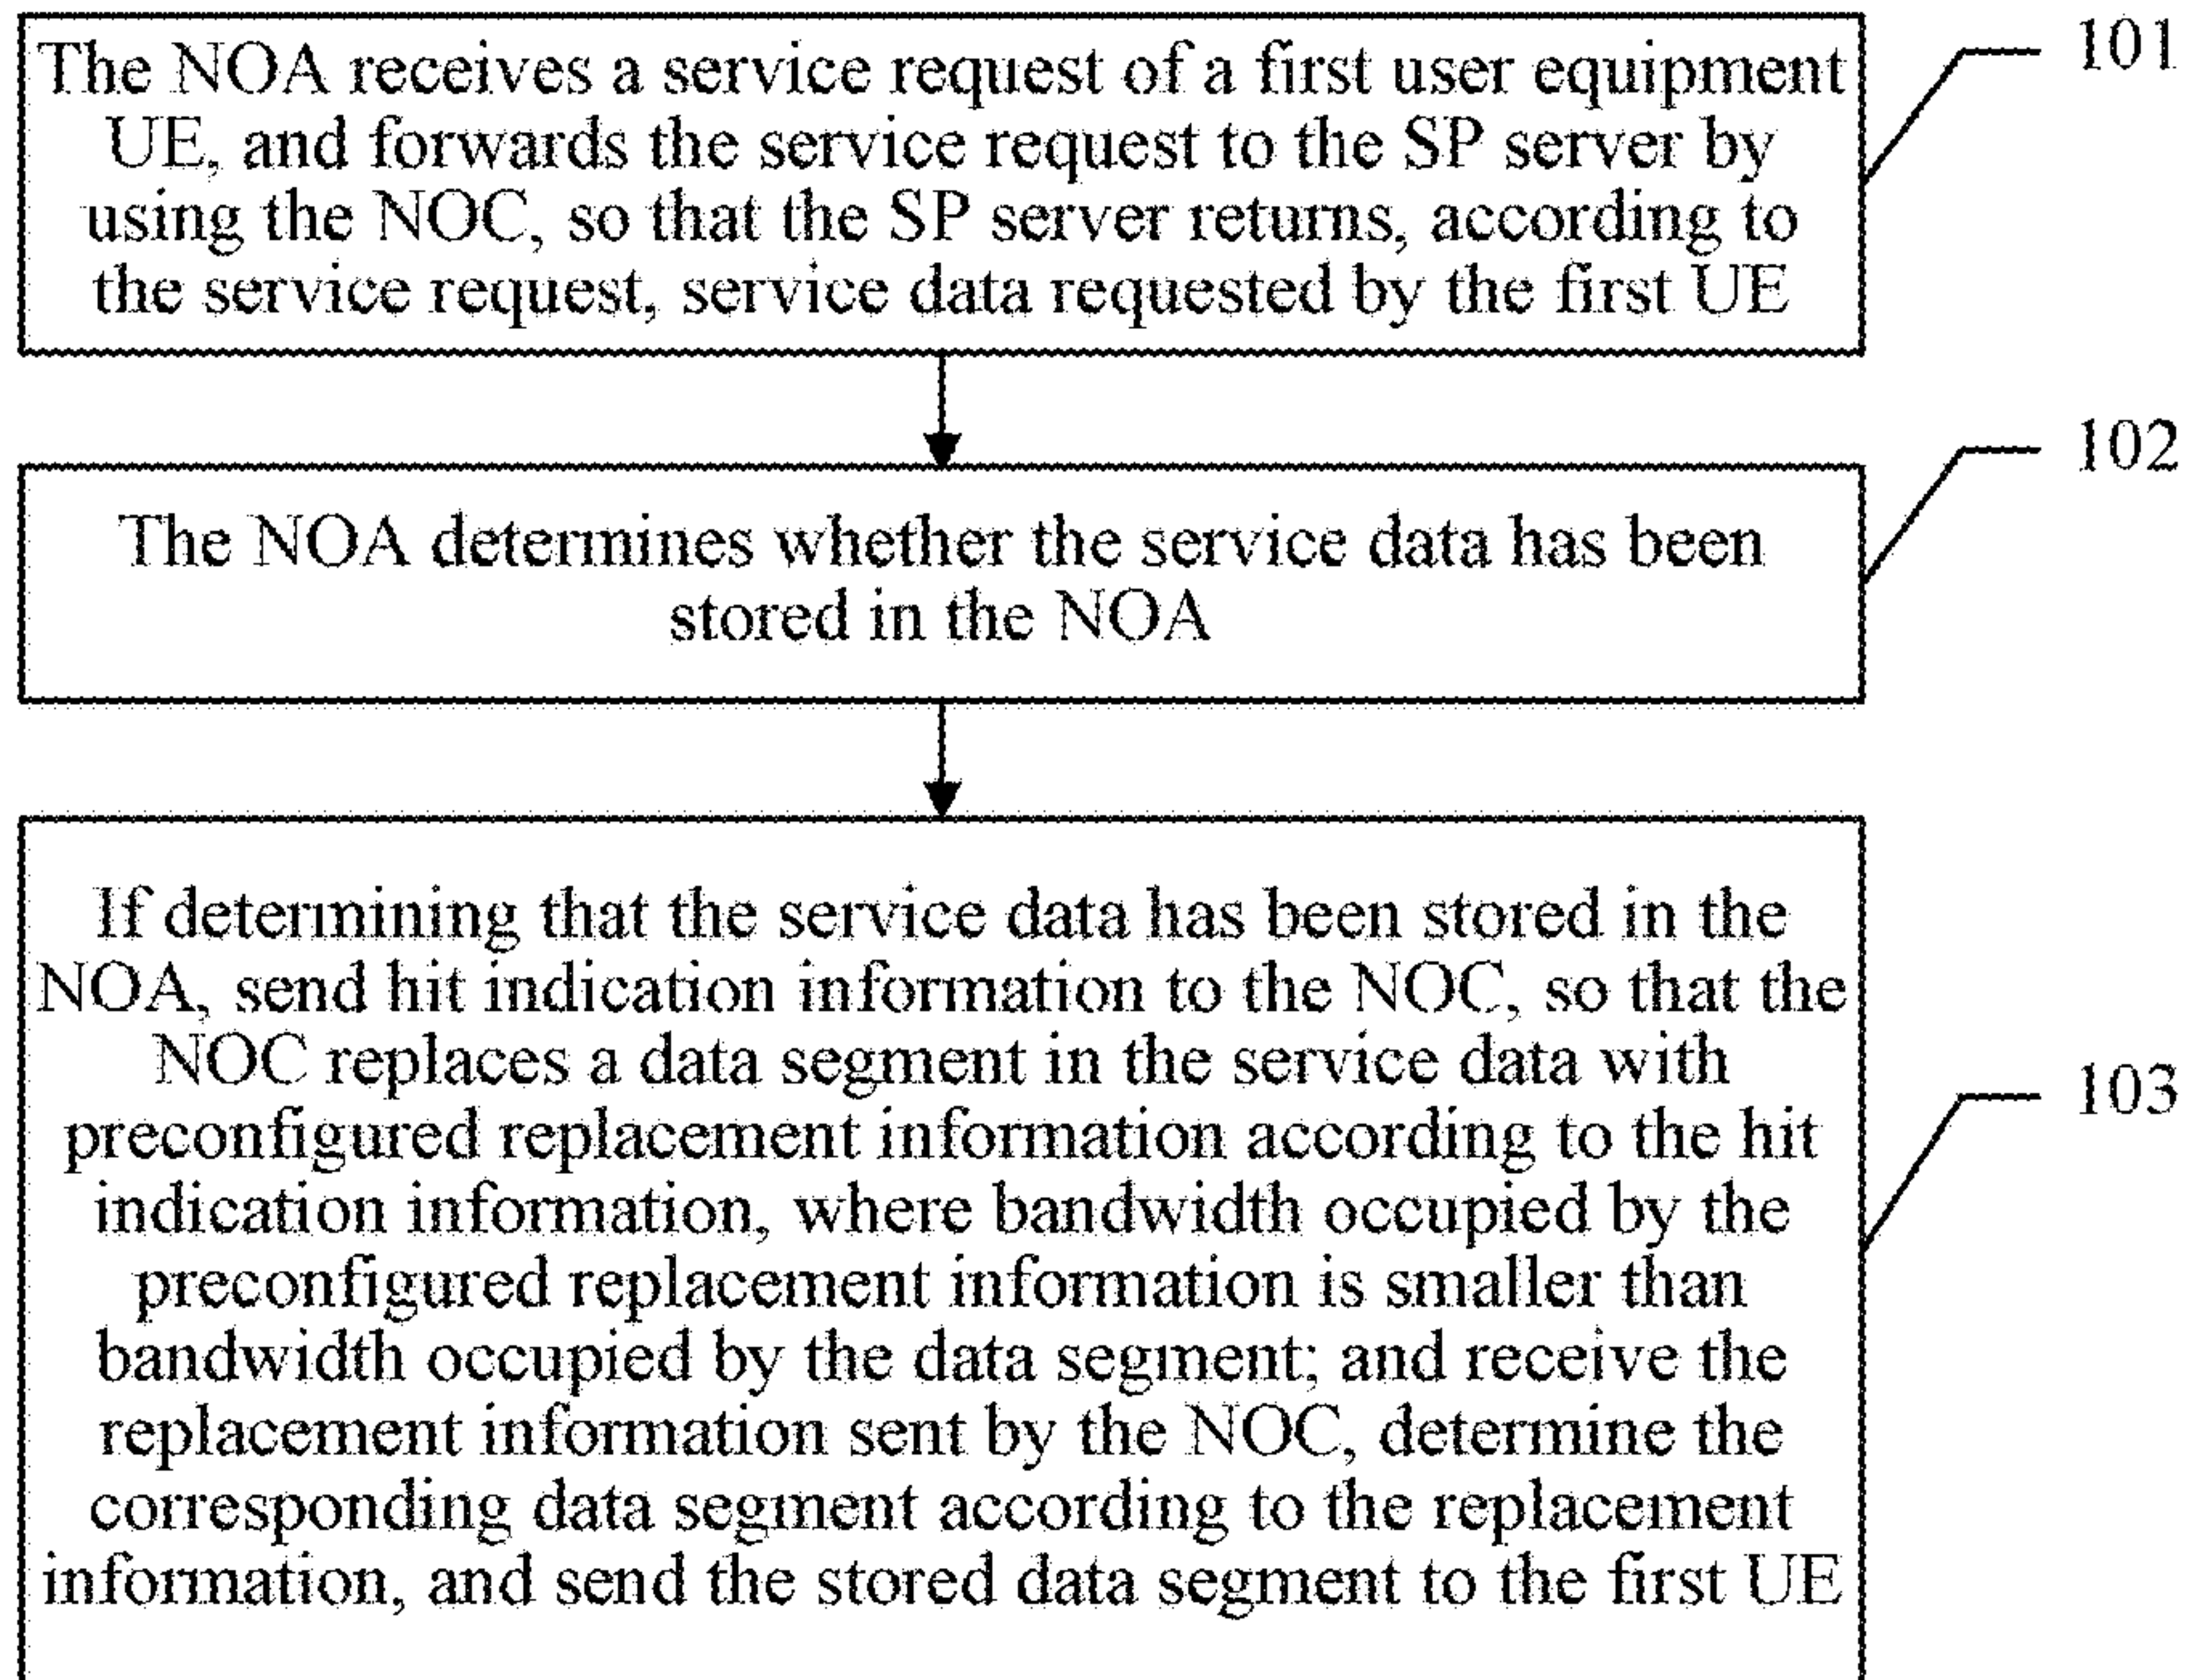 The NOA receives a service request of a first user equipment
UE, and forwards the service request to the SP server by
using the NOC, so that the SP server returns, according to
the service request, service data requested by the first UE
101
The NOA determines whether the service data has been
stored in the NOA
102
If determining that the service data has been stored in the
NOA, send hit indication information to the NOC, so that the
NOC replaces a data segment in the service data with
preconfigured replacement information according to the hit
indication information, where bandwidth occupied by the
preconfigured replacement information is smaller than
bandwidth occupied by the data segment; and receive the
replacement information sent by the NOC, determine the
corresponding data segment according to the replacement
information, and send the stored data segment to the first UE
103